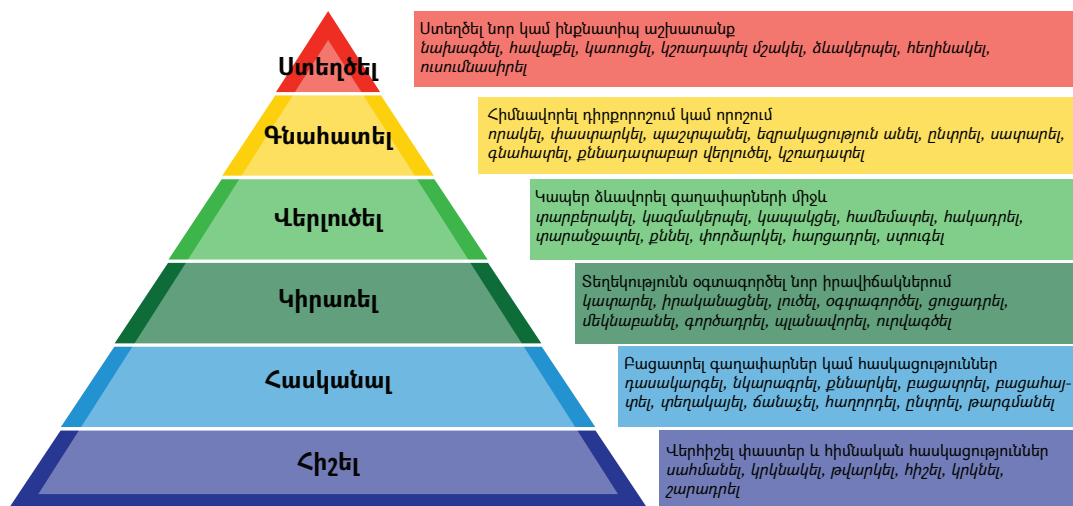 Ստեղծել
Ստեղծել նոր կամ ինքնատիպ աշխատանք
նախագծել, հավաքել, կառուցել, կշռադատել մշակել, ձևակերպել, հեղինակել,
ուսումնասիրել
Գնահատել
Հիմնավորել դիրքորոշում կամ որոշում
որակել, փաստարկել, պաշտպանել, եզրակացություն անել, ընտրել, սատարել,
գնահատել, քննադատաբար վերլուծել, կշռադատել
Վերլուծել
Կապեր ձևավորել գաղափարների միջև
տարբերակել, կազմակերպել, կապակցել, համեմատել, հակադրել,
տարանջատել, քննել, փորձարկել, հարցադրել, ստուգել
Կիրառել
Տեղեկությունն օգտագործել նոր իրավիճակներում
կատարել, իրականացնել, լուծել, օգտագործել, ցուցադրել,
մեկնաբանել, գործադրել, պլանավորել, ուրվագծել
Հասկանալ
Բացատրել գաղափարներ կամ հասկացություններ
դասակարգել, նկարագրել, քննարկել, բացատրել, բացահայ-
տել, տեղակայել, ճանաչել, հաղորդել, ընտրել, թարգմանել
Հիշել
Վերհիշել փաստեր և հիմնական հասկացություններ
սահմանել, կրկնակել, թվարկել, հիշել, կրկնել,
շարադրել